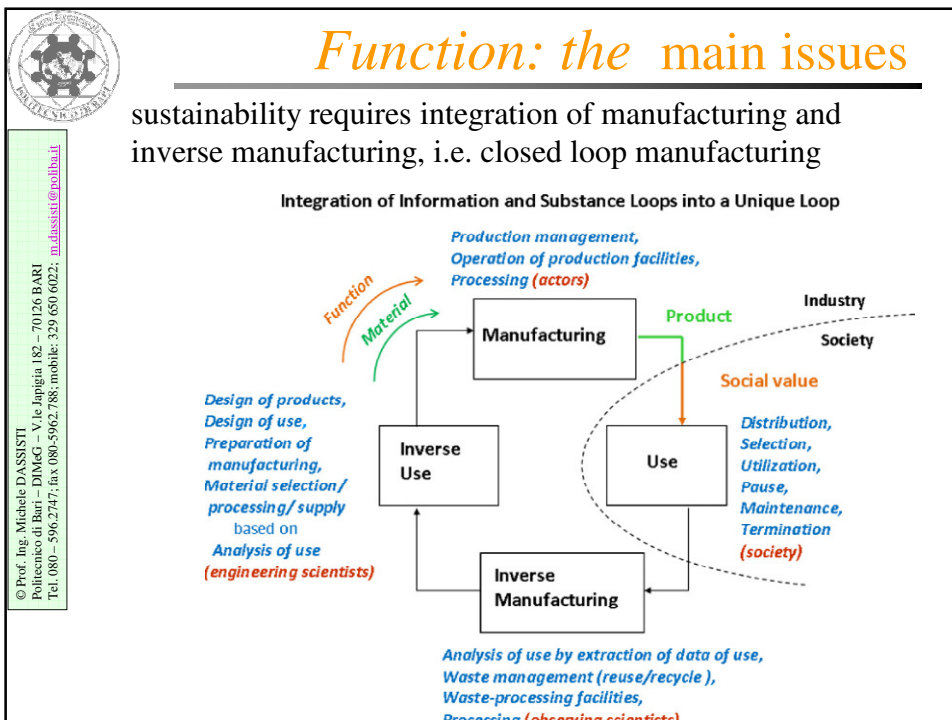 Function: the main issues
POLITECNICO DI BARI
sustainability requires integration of manufacturing and
inverse manufacturing, i.e. closed loop manufacturing
© Prof. Ing. Michele DASSISTI
Politecnico di Bari – DIMeG – V.le Japigia 182 – 70126 BARI
Tel. 080 – 596.2747; fax 080-5962.788; mobile: 329 650 6022; m.dassisti@poliba.it
Integration of Information and Substance Loops into a Unique Loop
Production management,
Operation of production facilities,
Processing (actors)
Function
Material
Manufacturing
Product
Industry
Society
Social value
Design of products,
Design of use,
Preparation of
manufacturing,
Material selection/
processing/ supply
based on
Analysis of use
(engineering scientists)
Inverse
Use
Use
Distribution,
Selection,
Utilization,
Pause,
Maintenance,
Termination
(society)
Inverse
Manufacturing
Analysis of use by extraction of data of use,
Waste management (reuse/recycle ),
Waste-processing facilities,
Processing (observing scientists)